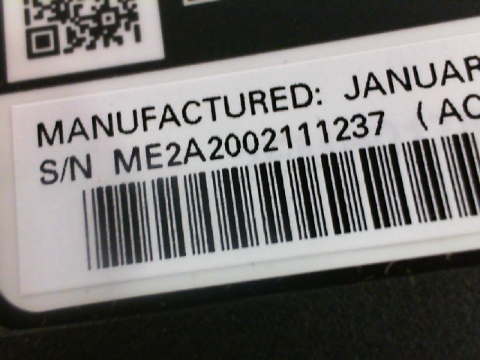 MANUFACTURED: JANUAR
S/N ME2A2002111237 (AC